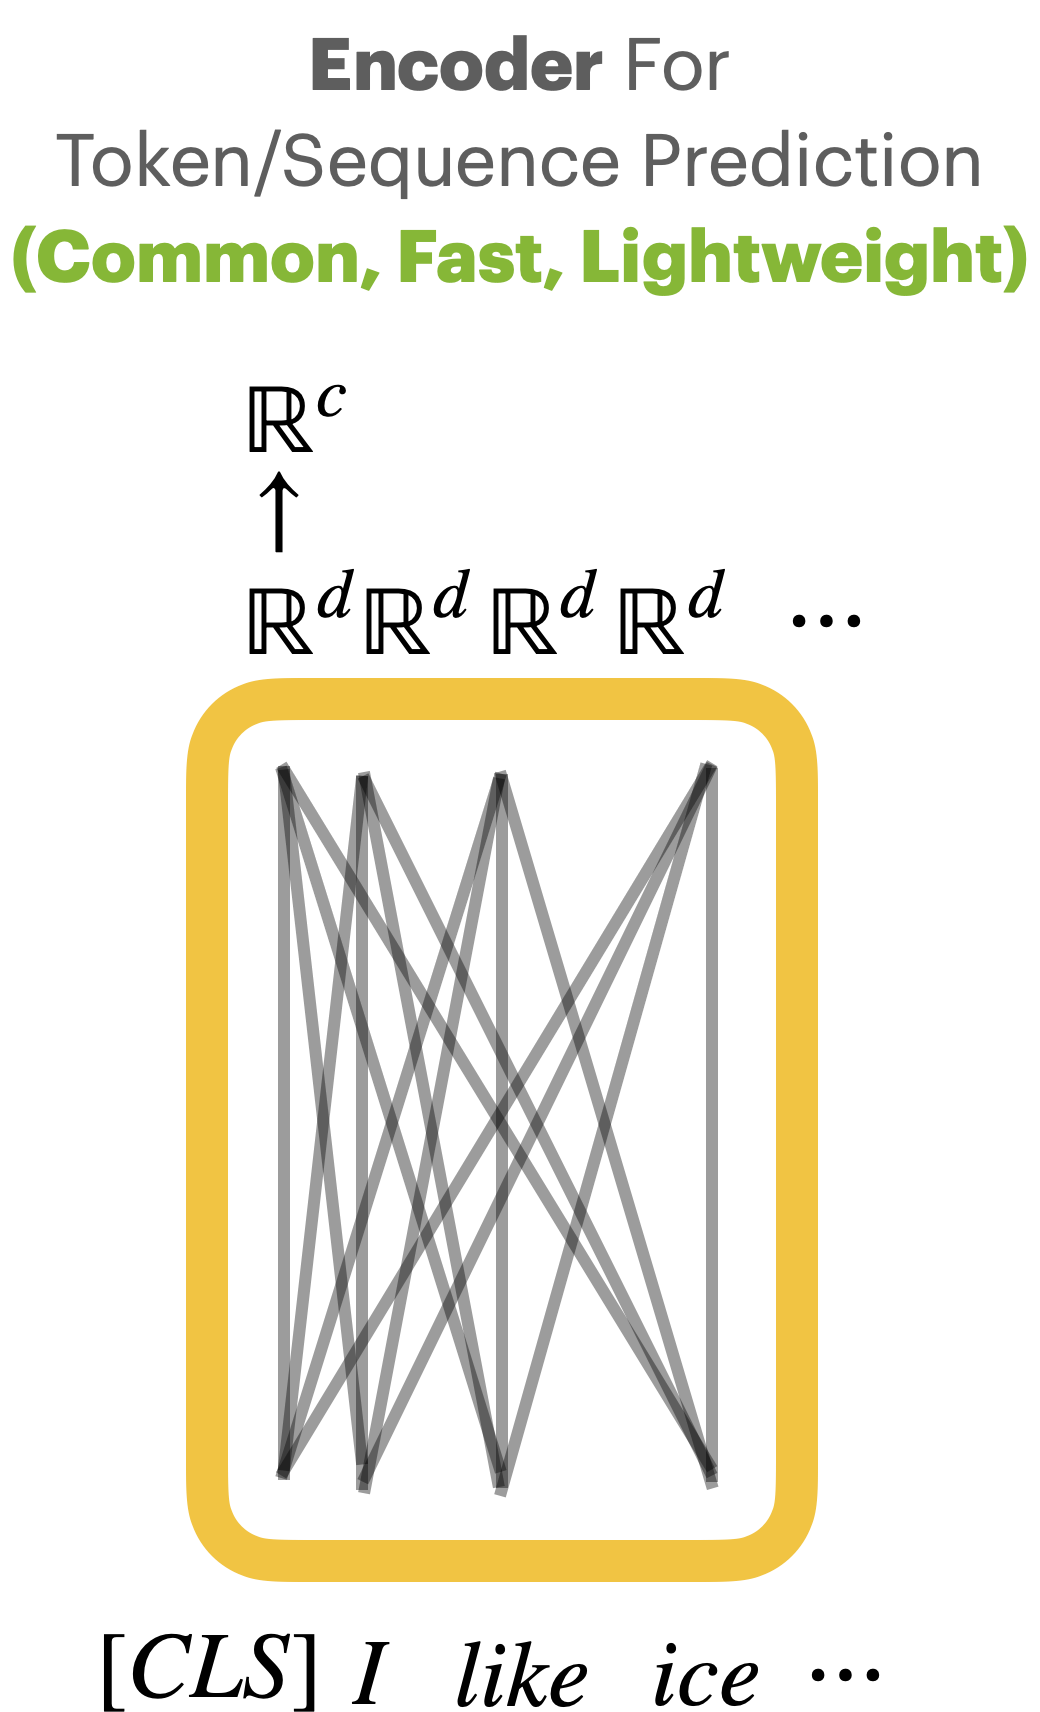 Encoder For
Token/Sequence Prediction
(Common, Fast, Lightweight)
ℝ^c
↑
ℝ^d ℝ^d ℝ^d ℝ^d ⋯
[CLS] I like ice ⋯